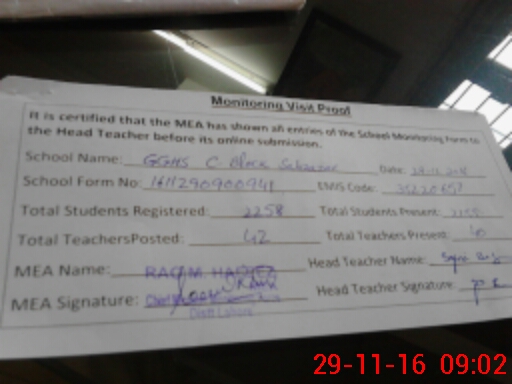 Monitoring Visit Proof
It is certified that the MEA has shown all entries of the School Monitoring Form to
the Head Teacher before its online submission.
School Name: GGHS C Block Date:
School Form No: 1611290900941 EMIS Code:
Total Students Registered: 2258 Total Students Present:
Total TeachersPosted: 42 Total Teachers Present: 40
MEA Name: Head Teacher Name:
MEA Signature: Head Teacher Signature:
Distt Lahore
29-11-16 09:02